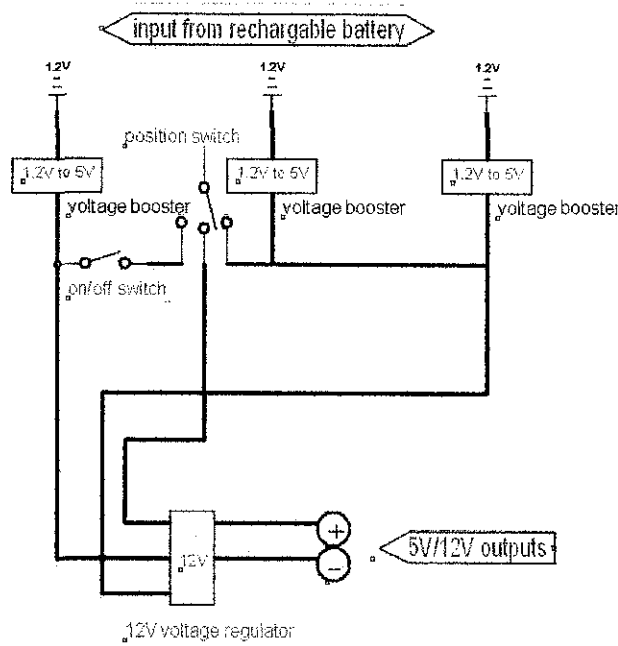 input from rechargable battery
1.2V
1.2V
1.2V
position switch
1.2V to 5V
1.2V to 5V
1.2V to 5V
voltage booster
voltage booster
voltage booster
on/off switch
+
12V
−
5V/12V outputs
12V voltage regulator